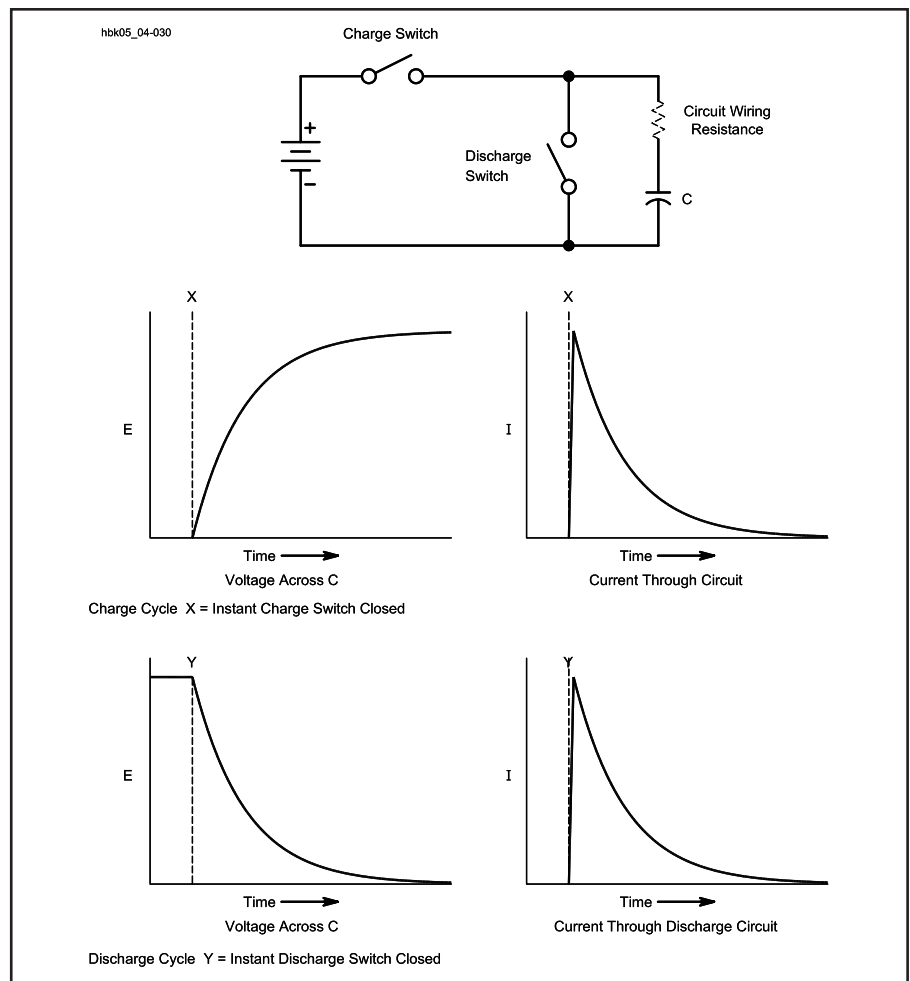 hbk05_04-030
Charge Switch
+
Circuit Wiring
Resistance
Discharge
Switch
C
−
X
X
E
I
Time
Time
Voltage Across C
Current Through Circuit
Charge Cycle X = Instant Charge Switch Closed
Y
Y
E
I
Time
Time
Voltage Across C
Current Through Discharge Circuit
Discharge Cycle Y = Instant Discharge Switch Closed